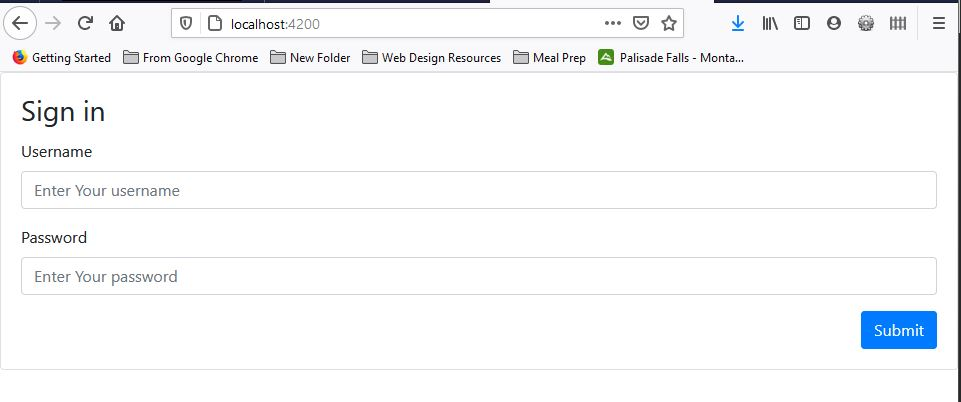 localhost:4200
Getting Started From Google Chrome New Folder Web Design Resources Meal Prep Palisade Falls - Monta...
Sign in
Username
Enter Your username
Password
Enter Your password
Submit